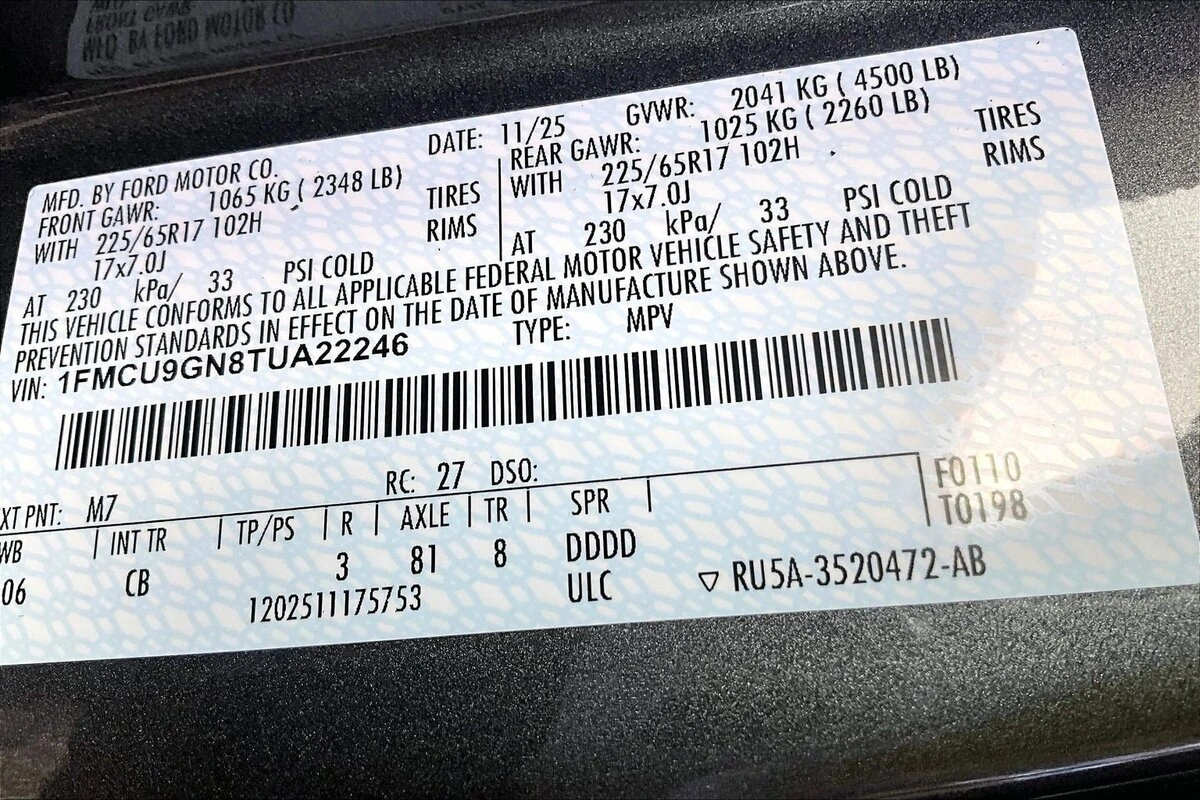 MFD. BY FORD MOTOR CO.
DATE: 11/25
GVWR: 2041 KG ( 4500 LB)
FRONT GAWR: 1065 KG ( 2348 LB)
WITH 225/65R17 102H TIRES
17x7.0J RIMS
AT 230 kPa/ 33 PSI COLD
REAR GAWR: 1025 KG ( 2260 LB)
WITH 225/65R17 102H TIRES
17x7.0J RIMS
AT 230 kPa/ 33 PSI COLD
THIS VEHICLE CONFORMS TO ALL APPLICABLE FEDERAL MOTOR VEHICLE SAFETY AND THEFT
PREVENTION STANDARDS IN EFFECT ON THE DATE OF MANUFACTURE SHOWN ABOVE.
VIN: 1FMCU9GN8TUA22246 TYPE: MPV
XT PNT: M7 RC: 27 DSO: F0110
WB | INT TR | TP/PS | R | AXLE | TR | SPR | T0198
06 CB 3 81 8 DDDD
1202511175753 ULC ▽ RU5A-3520472-AB